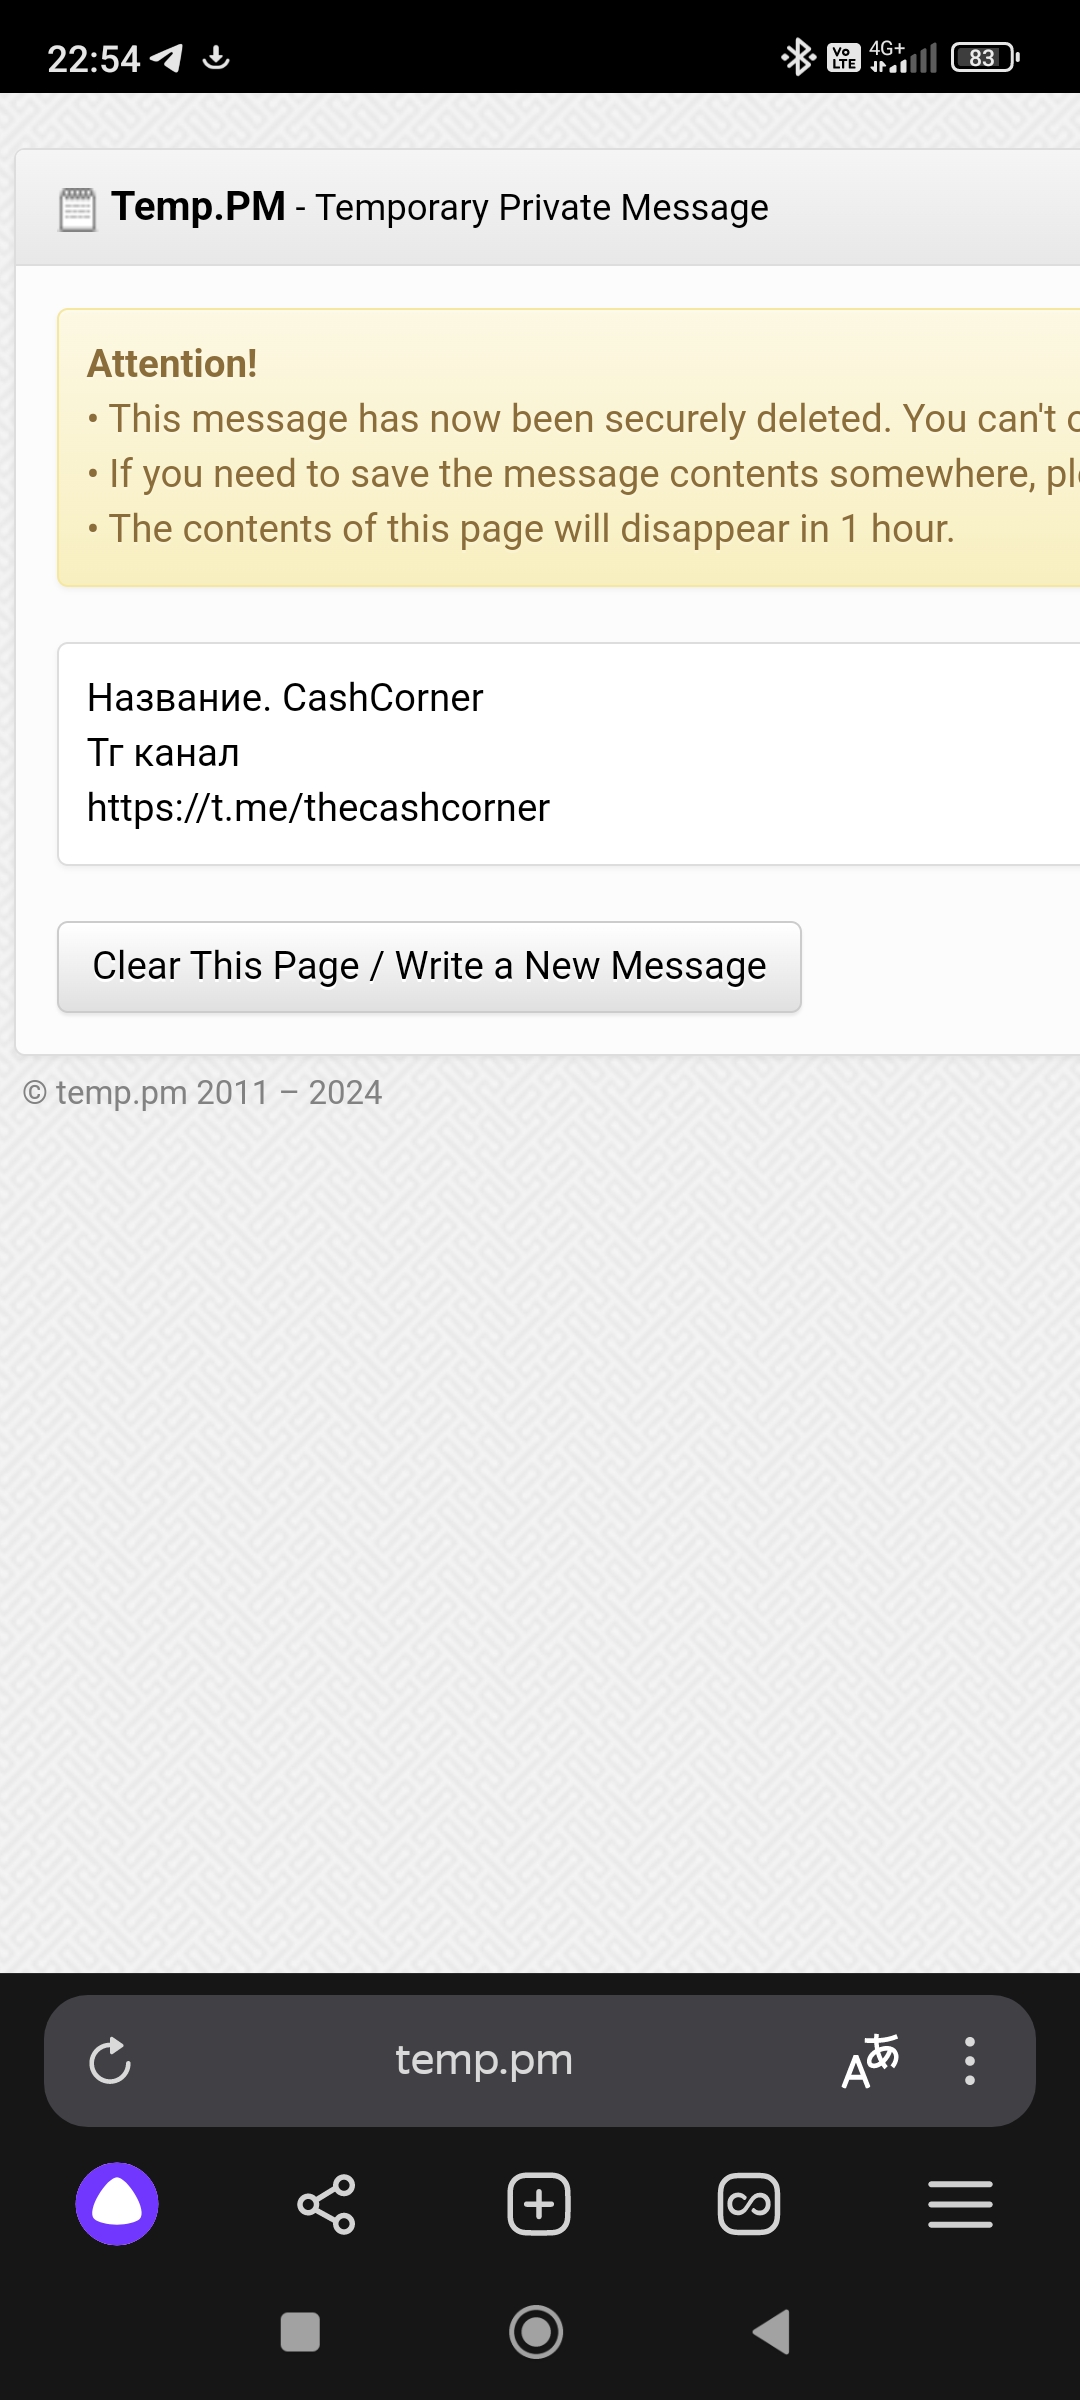 22:54
Vo LTE 4G+ 83
Temp.PM - Temporary Private Message
Attention!
• This message has now been securely deleted. You can't
• If you need to save the message contents somewhere,
• The contents of this page will disappear in 1 hour.
Название. CashCorner
Тг канал
https://t.me/thecashcorner
Clear This Page / Write a New Message
© temp.pm 2011 – 2024
temp.pm
Aあ